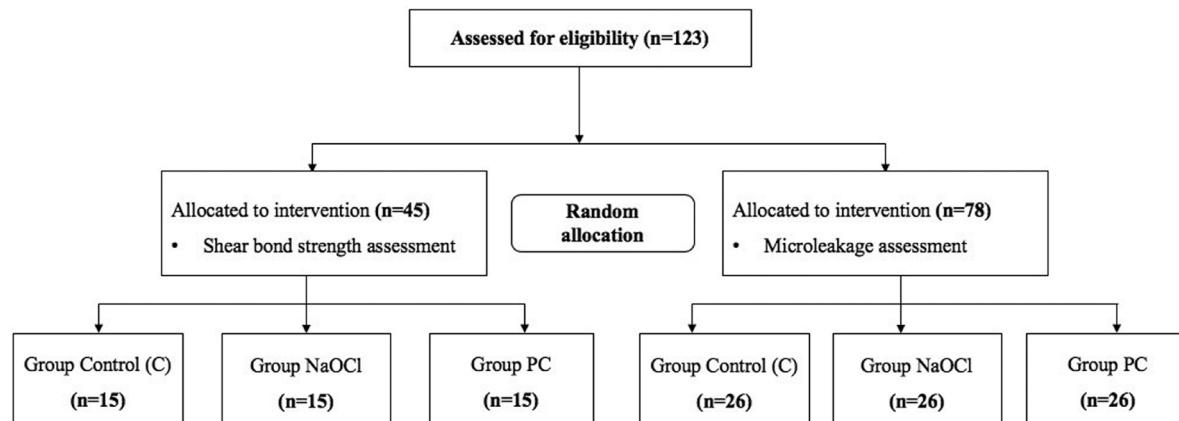 Assessed for eligibility (n=123)
Allocated to intervention (n=45)
• Shear bond strength assessment
Random
allocation
Allocated to intervention (n=78)
• Microleakage assessment
Group Control (C)
(n=15)
Group NaOCl
(n=15)
Group PC
(n=15)
Group Control (C)
(n=26)
Group NaOCl
(n=26)
Group PC
(n=26)